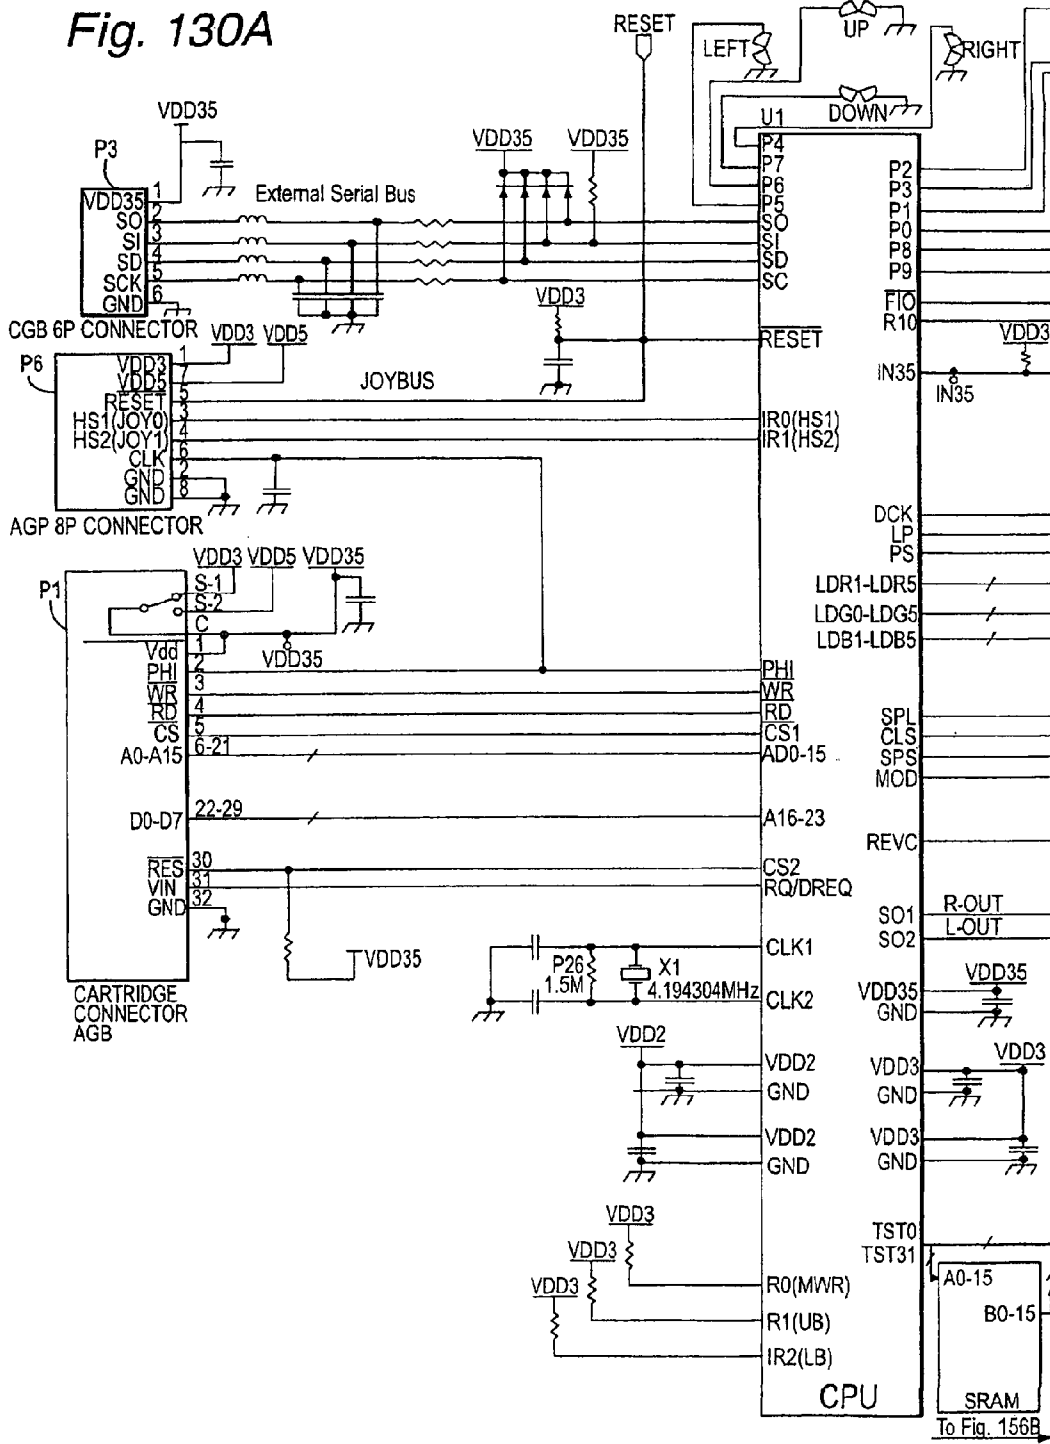 Fig. 130A
RESET
UP
LEFT
RIGHT
DOWN
VDD35
VDD35
VDD35
U1
P3
External Serial Bus
VDD35
SO
SI
SD
SCK
GND
1
2
3
4
5
6
CGB 6P CONNECTOR
P4
P7
P6
P5
SO
SI
SD
SC
RESET
P2
P3
P1
P0
P8
P9
FIO
R10
VDD3
VDD3
VDD3
VDD5
IN35
IN35
P6
JOYBUS
VDD3
VDD5
RESET
HS1(JOY0)
HS2(JOY1)
CLK
GND
GND
1
7
5
3
4
6
2
8
AGP 8P CONNECTOR
IR0(HS1)
IR1(HS2)
DCK
LP
PS
LDR1-LDR5
LDG0-LDG5
LDB1-LDB5
P1
VDD3
VDD5
VDD35
S-1
S-2
C
VDD35
Vdd 1
PHI 2
WR 3
RD 4
CS 5
A0-A15 6-21
D0-D7 22-29
RES 30
VIN 31
GND 32
VDD35
CARTRIDGE
CONNECTOR
AGB
PHI
WR
RD
CS1
AD0-15
A16-23
CS2
RQ/DREQ
CLK1
CLK2
P26
1.5M
X1
4.194304MHz
SPL
CLS
SPS
MOD
REVC
SO1 R-OUT
SO2 L-OUT
VDD35
VDD35
GND
VDD2
VDD2
GND
VDD2
GND
VDD3
VDD3
GND
VDD3
GND
VDD3
VDD3
VDD3
R0(MWR)
R1(UB)
IR2(LB)
TST0
TST31
A0-15
B0-15
CPU
SRAM
To Fig. 156B